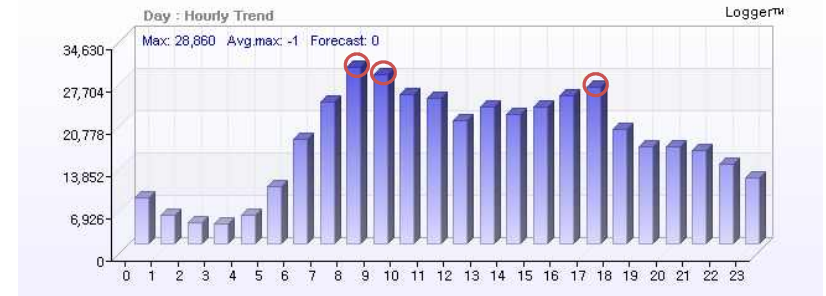 Day : Hourly Trend
Logger™
Max: 28,860 Avg.max: -1 Forecast: 0
34,630
27,704
20,778
13,852
6,926
0
0 1 2 3 4 5 6 7 8 9 10 11 12 13 14 15 16 17 18 19 20 21 22 23